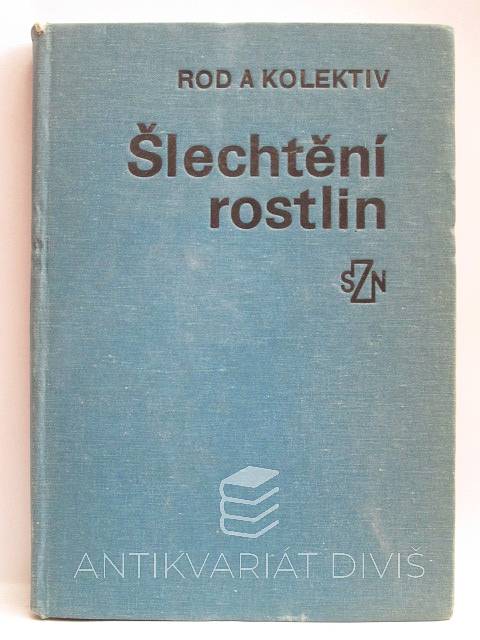 ROD A KOLEKTIV
Šlechtění
rostlin
SZN
ANTIKVARIÁT DIVIŠ